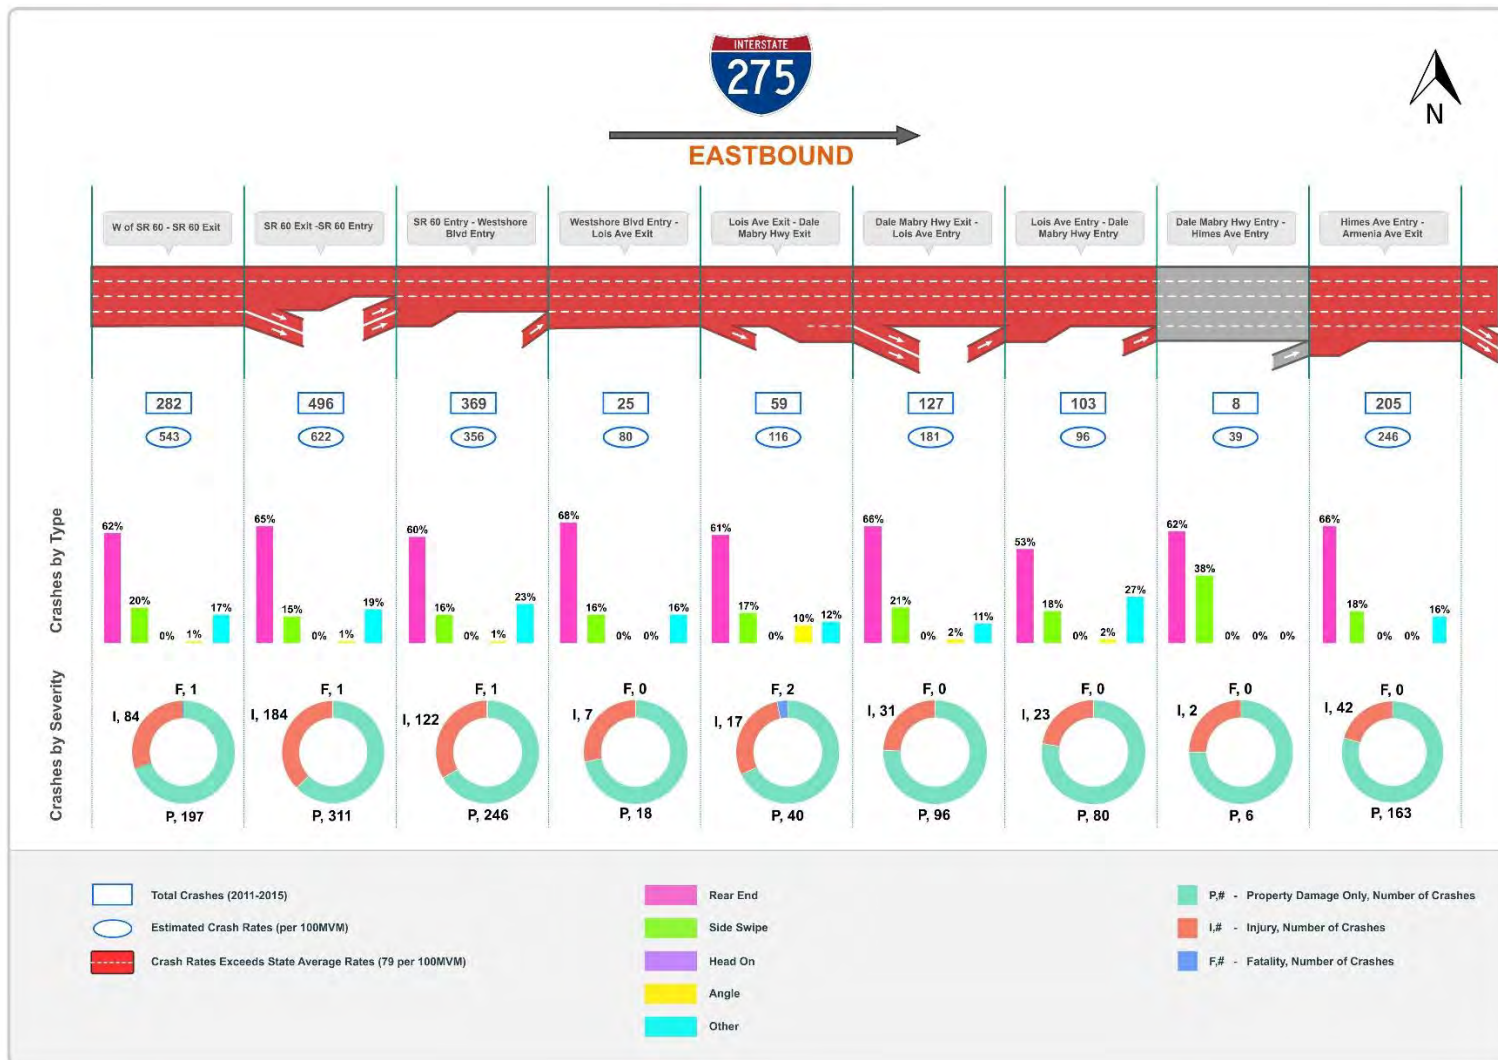 INTERSTATE
275
N
EASTBOUND
W of SR 60 - SR 60 Exit
SR 60 Exit -SR 60 Entry
SR 60 Entry - Westshore
Blvd Entry
Westshore Blvd Entry -
Lois Ave Exit
Lois Ave Exit - Dale
Mabry Hwy Exit
Dale Mabry Hwy Exit -
Lois Ave Entry
Lois Ave Entry - Dale
Mabry Hwy Entry
Dale Mabry Hwy Entry -
Himes Ave Entry
Himes Ave Entry -
Armenia Ave Exit
282 496 369 25 59 127 103 8 205
543 622 356 80 116 181 96 39 246
Crashes by Type
62% 20% 0% 1% 17%
65% 15% 0% 1% 19%
60% 16% 0% 1% 23%
68% 16% 0% 0% 16%
61% 17% 0% 10% 12%
66% 21% 0% 2% 11%
53% 18% 0% 2% 27%
62% 38% 0% 0% 0%
66% 18% 0% 0% 16%
Crashes by Severity
F, 1
I, 84
P, 197
F, 1
I, 184
P, 311
F, 1
I, 122
P, 246
F, 0
I, 7
P, 18
F, 2
I, 17
P, 40
F, 0
I, 31
P, 96
F, 0
I, 23
P, 80
F, 0
I, 2
P, 6
F, 0
I, 42
P, 163
Total Crashes (2011-2015)
Estimated Crash Rates (per 100MVM)
Crash Rates Exceeds State Average Rates (79 per 100MVM)
Rear End
Side Swipe
Head On
Angle
Other
P,# - Property Damage Only, Number of Crashes
I,# - Injury, Number of Crashes
F,# - Fatality, Number of Crashes